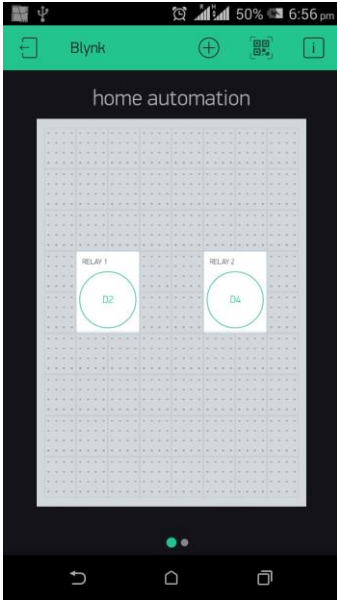 50% 6:56 pm
Blynk
home automation
RELAY 1
RELAY 2
D2
D4